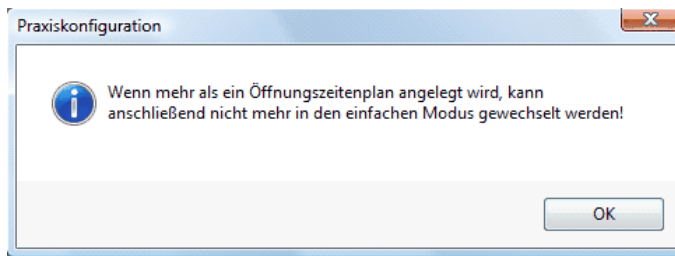 Praxiskonfiguration
Wenn mehr als ein Öffnungszeitenplan angelegt wird, kann
anschließend nicht mehr in den einfachen Modus gewechselt werden!
OK